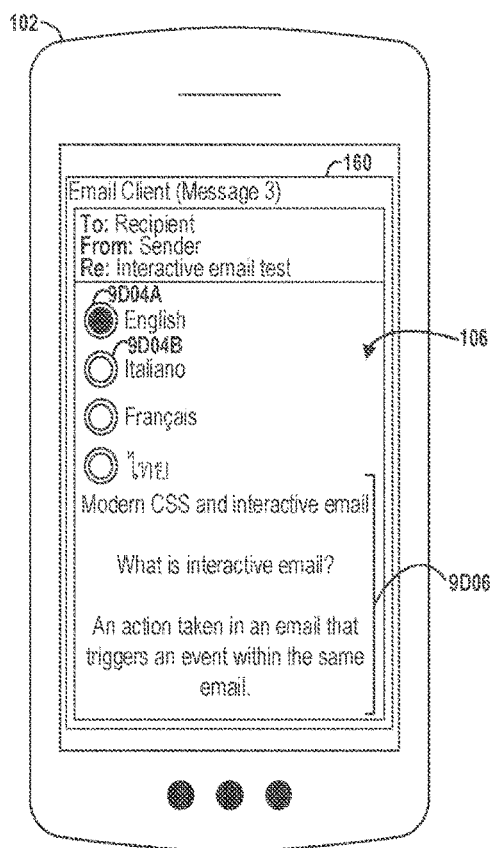 102
160
Email Client (Message 3)
To: Recipient
From: Sender
Re: Interactive email test
9D04A
English
106
9D04B
Italiano
Français
ไทย
Modern CSS and interactive email
What is interactive email?
9D06
An action taken in an email that
triggers an event within the same
email.